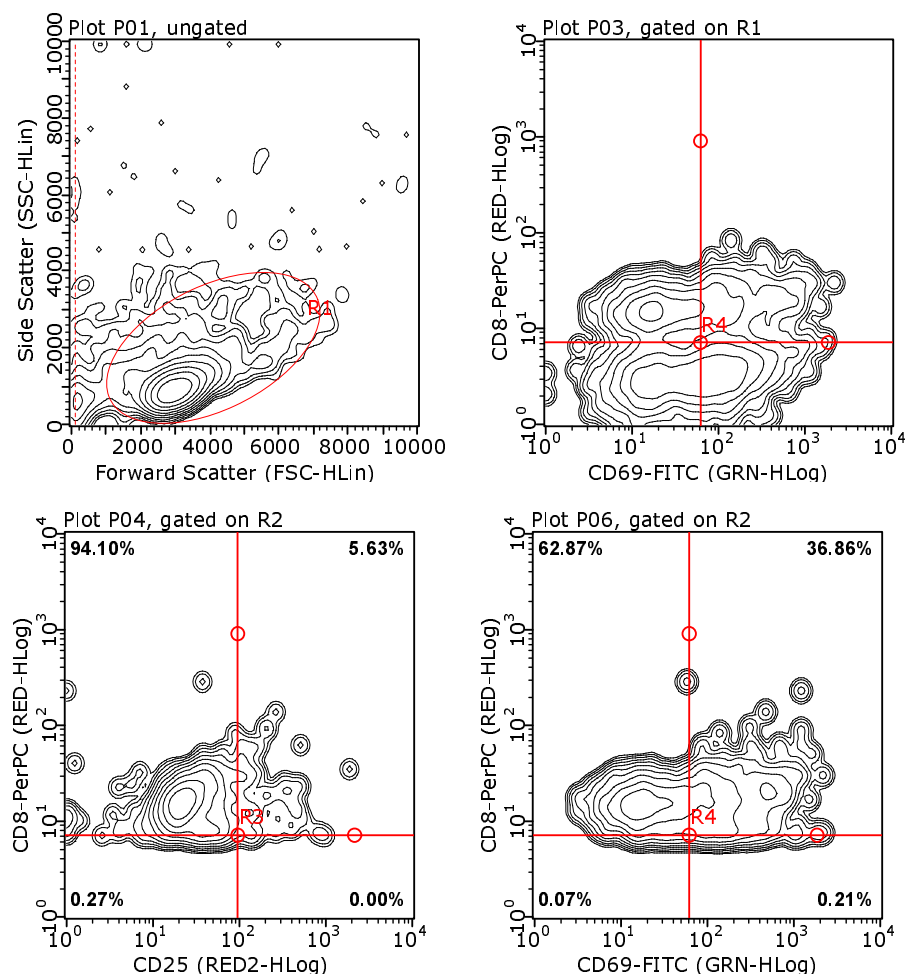 Plot P01, ungated
Side Scatter (SSC-HLin)
0 2000 4000 6000 8000 10000
R1
0 2000 4000 6000 8000 10000
Forward Scatter (FSC-HLin)
Plot P03, gated on R1
CD8-PerPC (RED-HLog)
10^0 10^1 10^2 10^3 10^4
R4
10^0 10^1 10^2 10^3 10^4
CD69-FITC (GRN-HLog)
Plot P04, gated on R2
94.10% 5.63%
CD8-PerPC (RED-HLog)
10^0 10^1 10^2 10^3 10^4
R3
0.27% 0.00%
10^0 10^1 10^2 10^3 10^4
CD25 (RED2-HLog)
Plot P06, gated on R2
62.87% 36.86%
CD8-PerPC (RED-HLog)
10^0 10^1 10^2 10^3 10^4
R4
0.07% 0.21%
10^0 10^1 10^2 10^3 10^4
CD69-FITC (GRN-HLog)